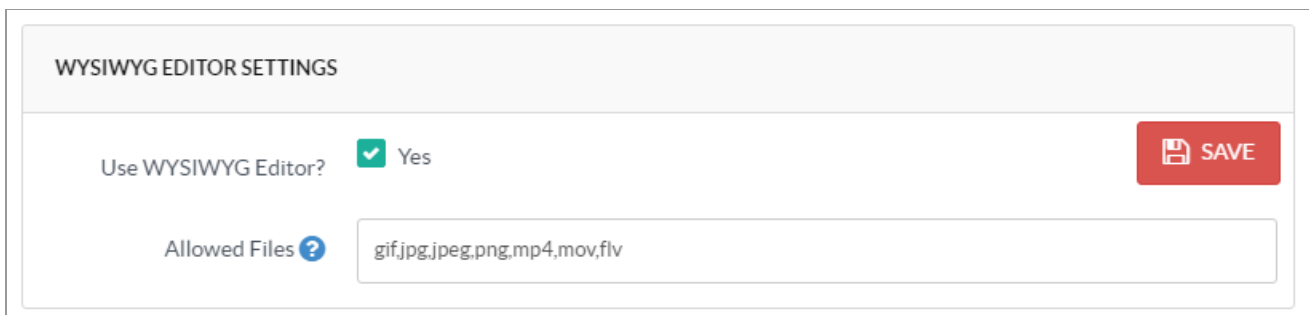 WYSIWYG EDITOR SETTINGS
Use WYSIWYG Editor? Yes
SAVE
Allowed Files ?
gif,jpg,jpeg,png,mp4,mov,flv